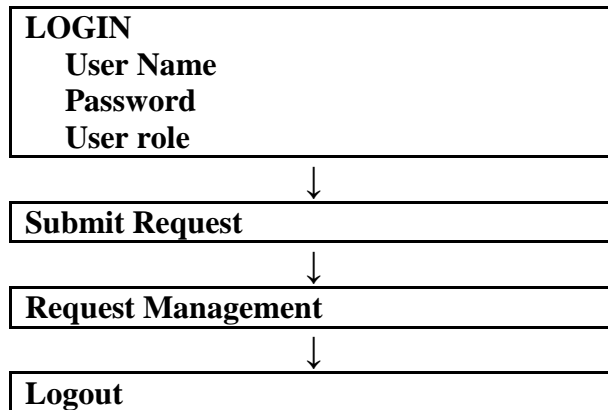 LOGIN
User Name
Password
User role
↓
Submit Request
↓
Request Management
↓
Logout